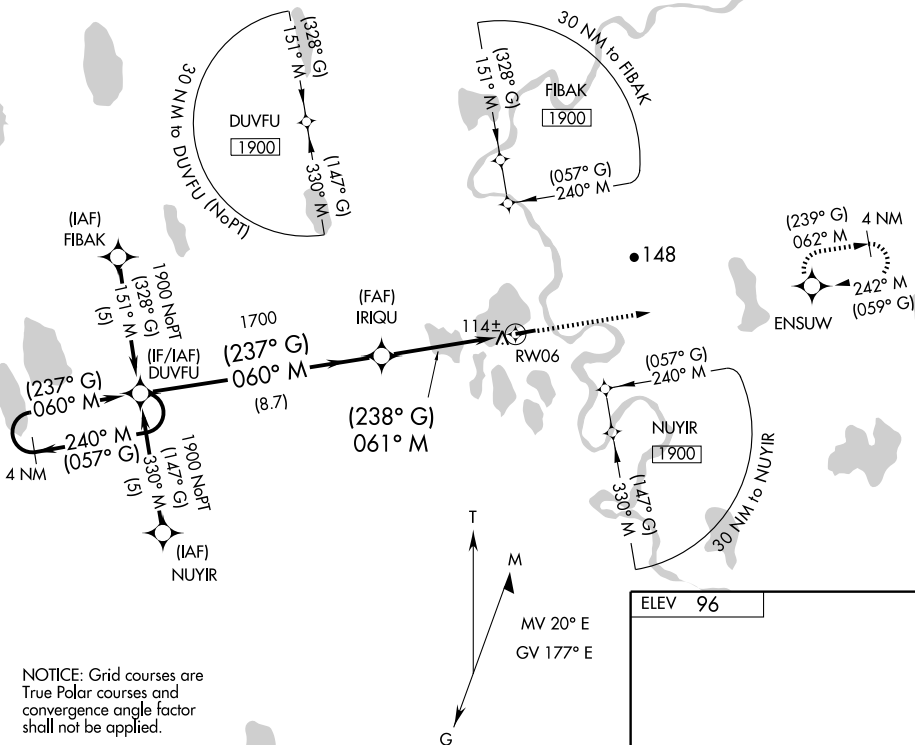 (328° G)
151° M
30 NM to DUVFU (NoPT)
DUVFU
1900
(147° G)
330° M
30 NM to FIBAK
(328° G)
151° M
FIBAK
1900
(057° G)
240° M
(IAF)
FIBAK
1900 NoPT
(328° G)
151° M
(5)
148
(239° G)
062° M
4 NM
242° M
(059° G)
ENSUW
(FAF)
IRIQU
1700
(237° G)
060° M
(8.7)
114±
RW06
(IF/IAF)
DUVFU
(237° G)
060° M
240° M
(057° G)
4 NM
(238° G)
061° M
1900 NoPT
(147° G)
330° M
(5)
(IAF)
NUYIR
(057° G)
240° M
NUYIR
1900
(147° G)
330° M
30 NM to NUYIR
T
M
MV 20° E
GV 177° E
G
ELEV 96
NOTICE: Grid courses are
True Polar courses and
convergence angle factor
shall not be applied.